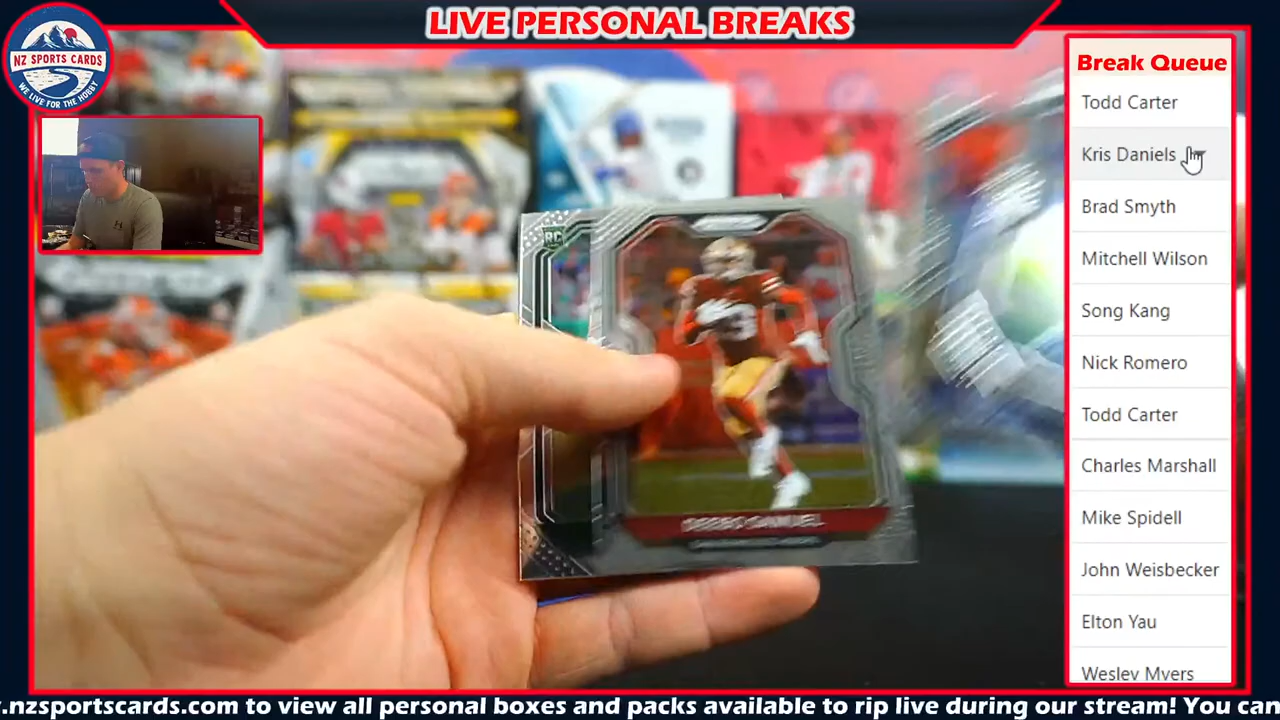 LIVE PERSONAL BREAKS
NZ SPORTS CARDS
WE LIVE FOR THE HOBBY
Break Queue
Todd Carter
Kris Daniels
Brad Smyth
Mitchell Wilson
Song Kang
Nick Romero
Todd Carter
Charles Marshall
Mike Spidell
John Weisbecker
Elton Yau
Wesley Myers
RC
DEEBO SAMUEL
.nzsportscards.com to view all personal boxes and packs available to rip live during our stream! You can